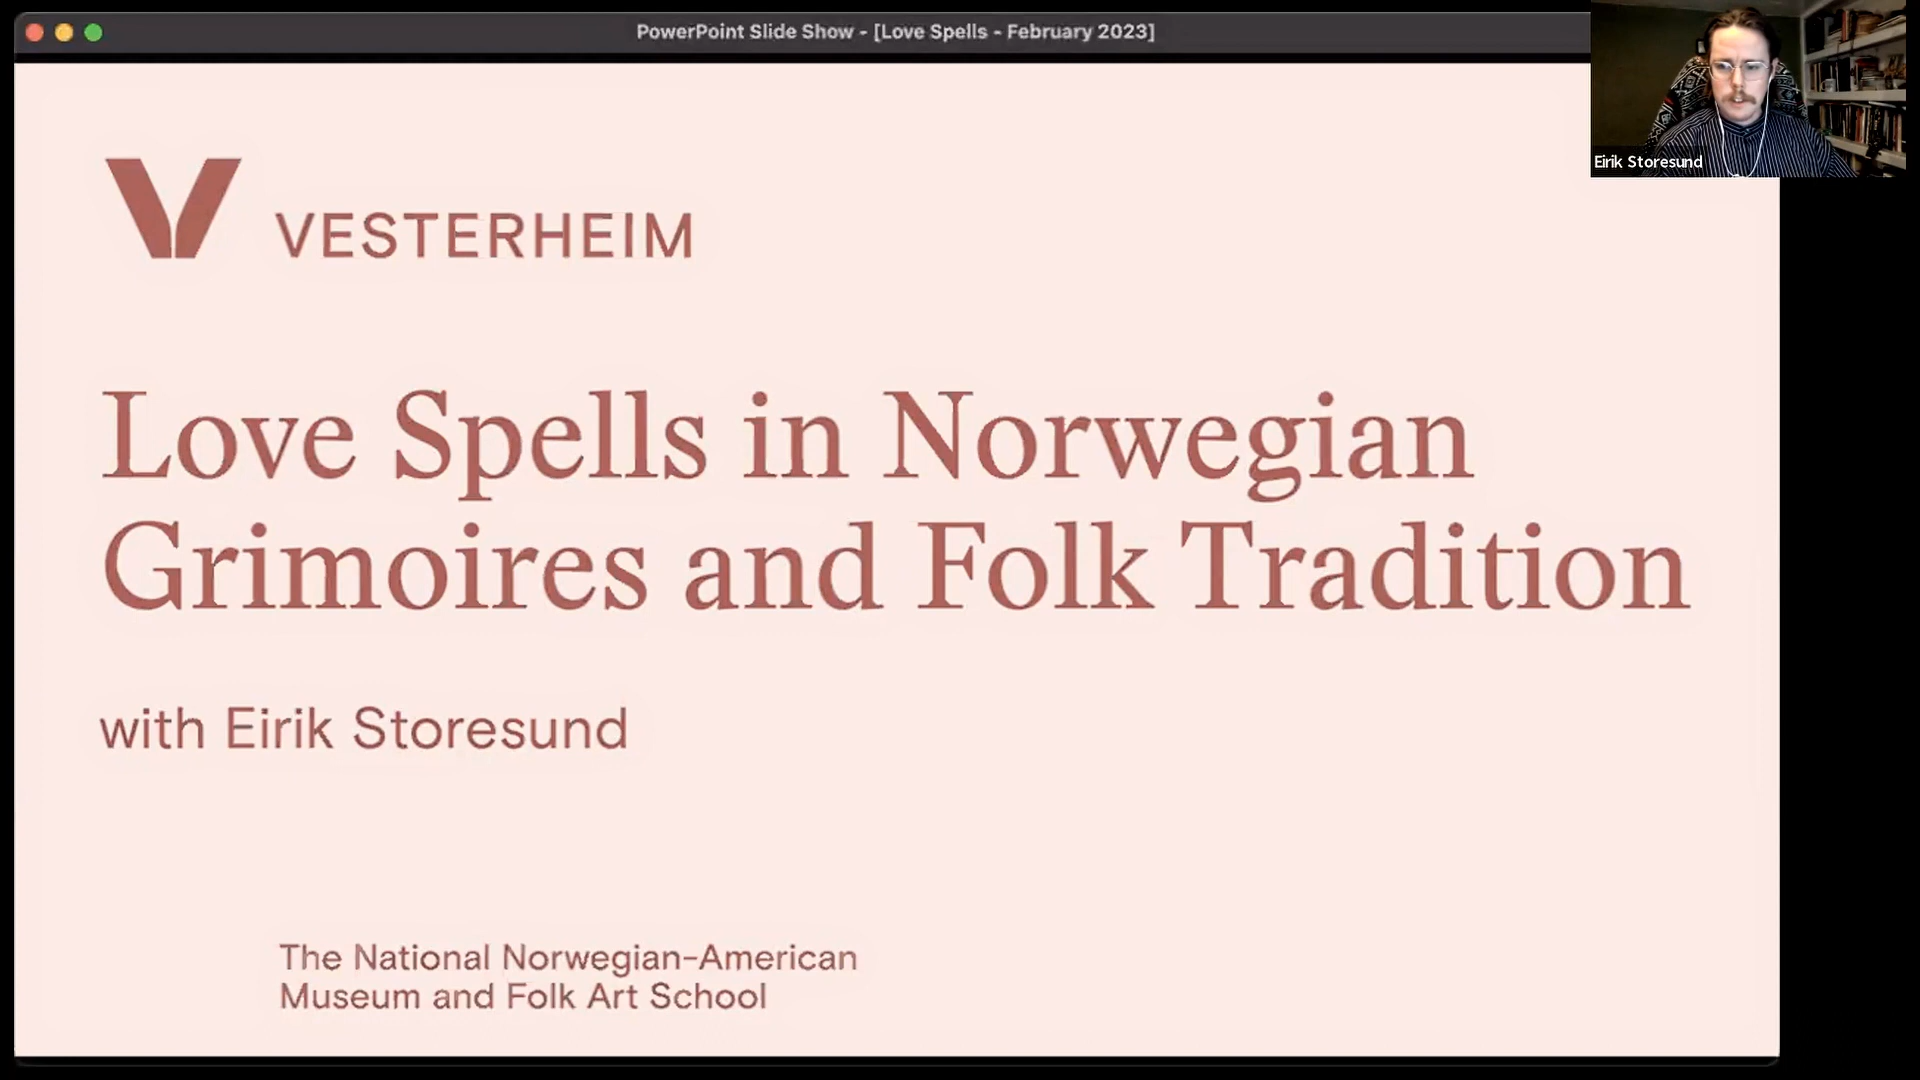 PowerPoint Slide Show - [Love Spells - February 2023]
Eirik Storesund
VESTERHEIM
Love Spells in Norwegian
Grimoires and Folk Tradition
with Eirik Storesund
The National Norwegian-American
Museum and Folk Art School